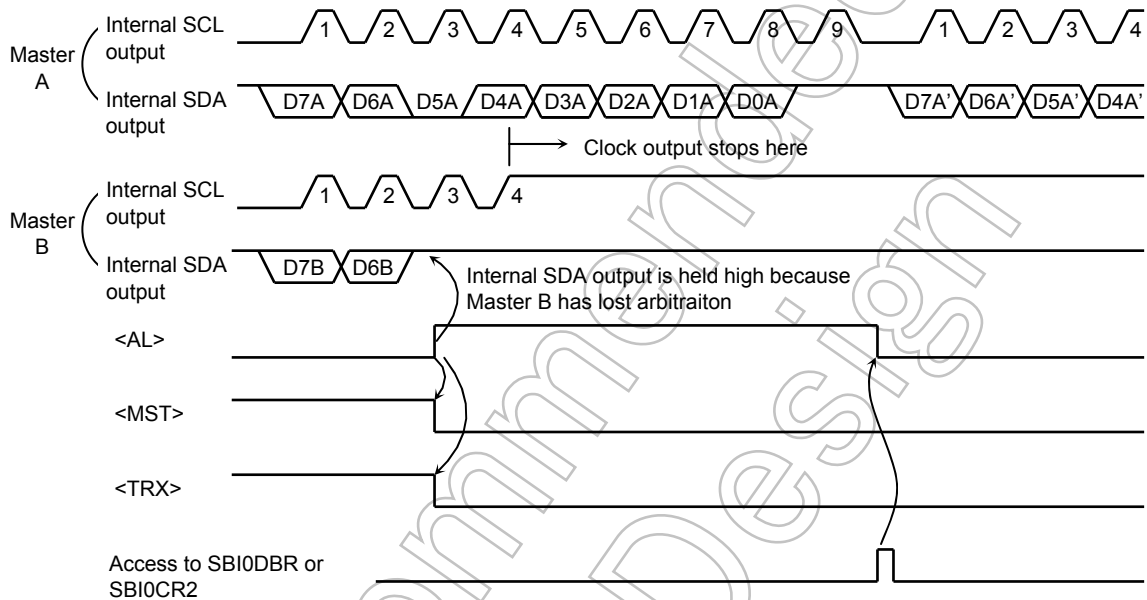 Master
A
Internal SCL
output
1 2 3 4 5 6 7 8 9 1 2 3 4
Internal SDA
output
D7A D6A D5A D4A D3A D2A D1A D0A D7A’ D6A’ D5A’ D4A’
Clock output stops here
Master
B
Internal SCL
output
1 2 3 4
Internal SDA
output
D7B D6B
Internal SDA output is held high because
Master B has lost arbitraiton
<AL>
<MST>
<TRX>
Access to SBI0DBR or
SBI0CR2
Design